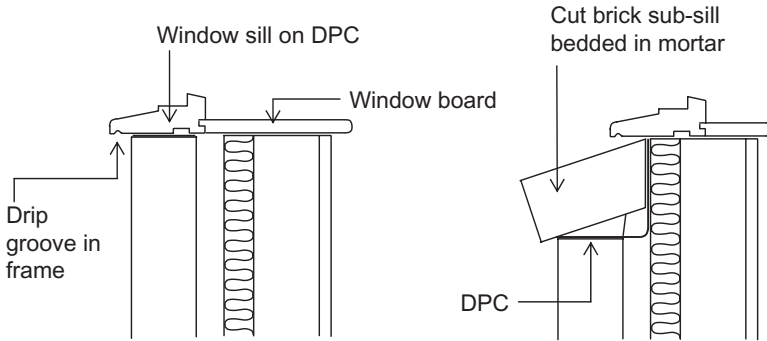 Window sill on DPC
Window board
Drip
groove in
frame
Cut brick sub-sill
bedded in mortar
DPC